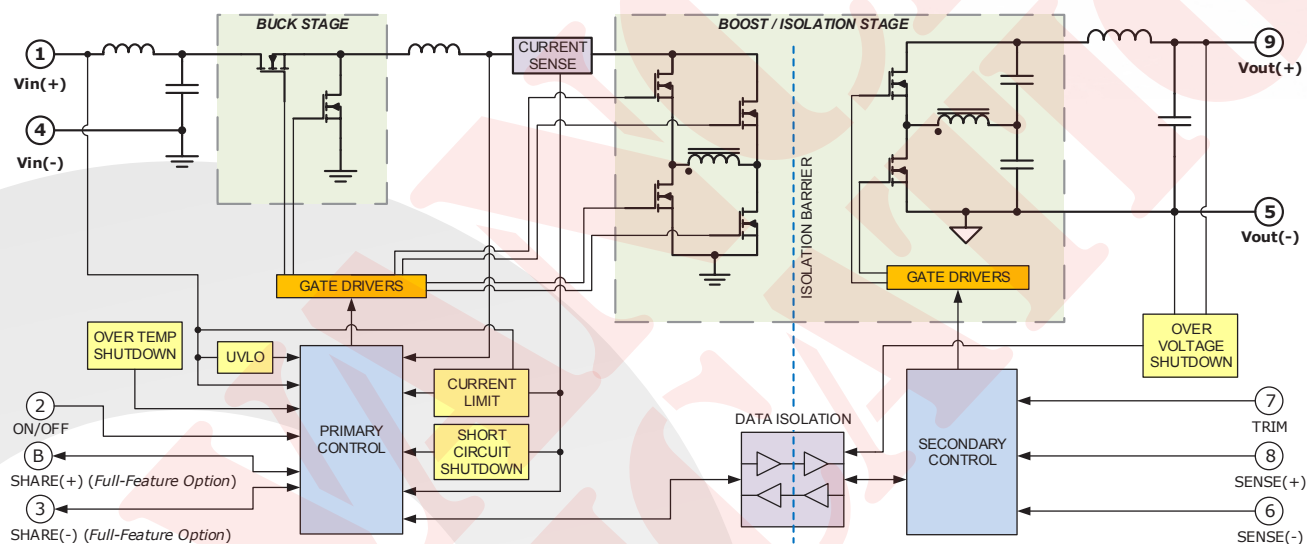 BUCK STAGE
BOOST / ISOLATION STAGE
1
Vin(+)
4
Vin(-)
CURRENT
SENSE
9
Vout(+)
5
Vout(-)
ISOLATION BARRIER
GATE DRIVERS
GATE DRIVERS
OVER TEMP
SHUTDOWN
UVLO
CURRENT
LIMIT
SHORT
CIRCUIT
SHUTDOWN
PRIMARY
CONTROL
OVER
VOLTAGE
SHUTDOWN
DATA ISOLATION
SECONDARY
CONTROL
2
ON/OFF
B
SHARE(+) (Full-Feature Option)
3
SHARE(-) (Full-Feature Option)
7
TRIM
8
SENSE(+)
6
SENSE(-)